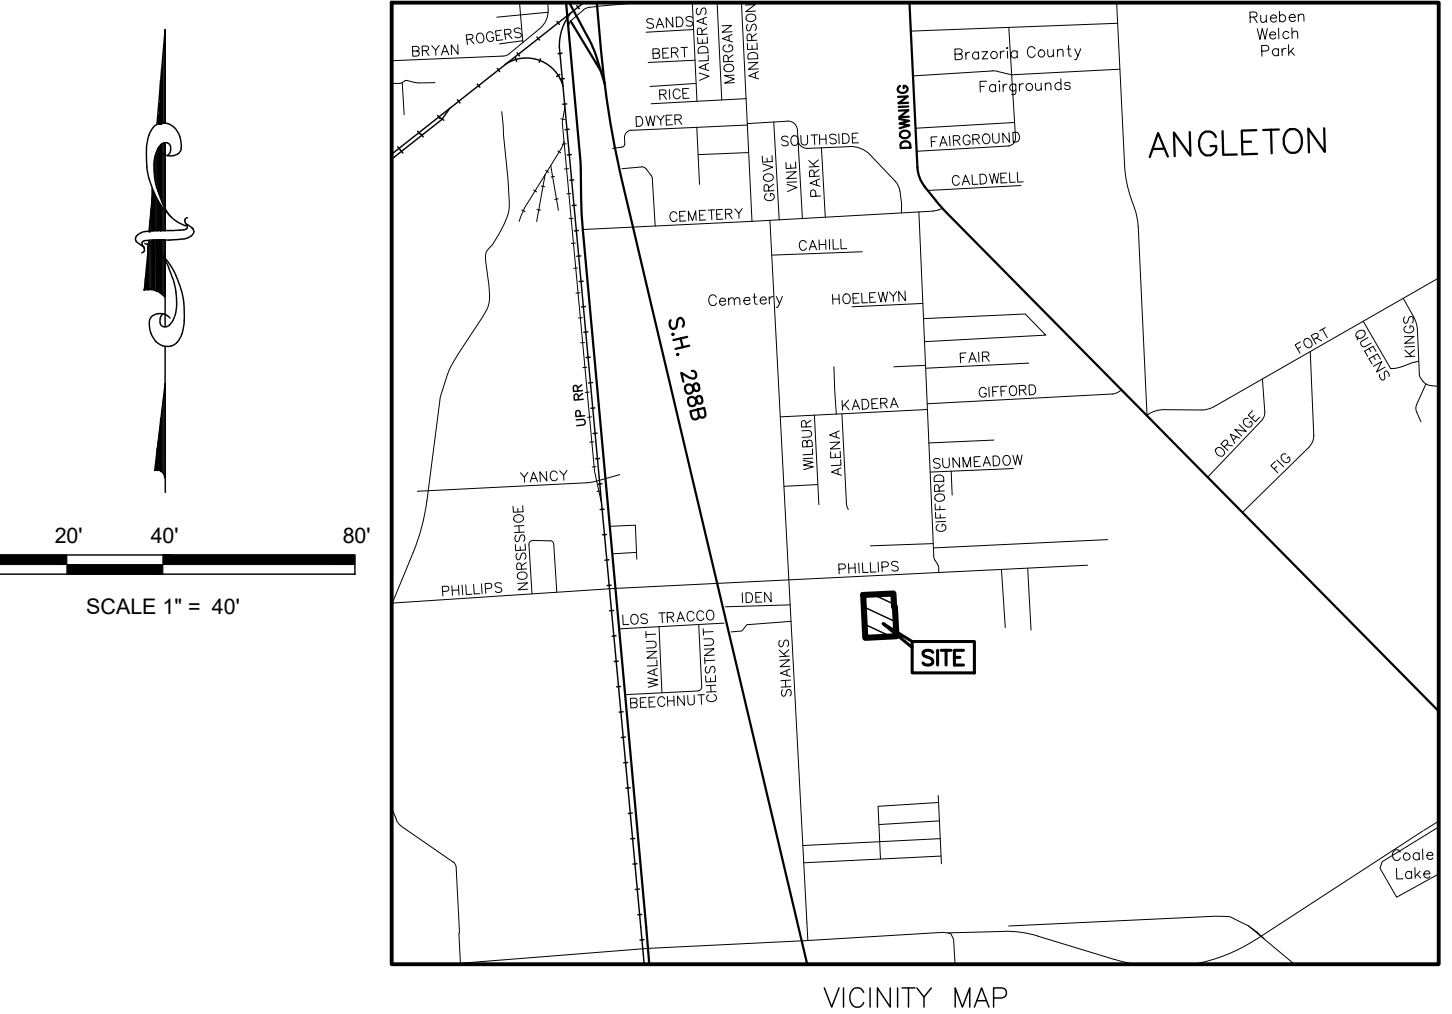 BRYAN
ROGERS
SANDS
BERT
RICE
VALDERAS
MORGAN
ANDERSON
DWYER
DOWNING
Brazoria County
Fairgrounds
Rueben
Welch
Park
ANGLETON
FAIRGROUND
CALDWELL
SOUTHSIDE
GROVE
VINE
PARK
CEMETERY
CAHILL
Cemetery
HOELEWYN
S.H. 288B
UP RR
FAIR
GIFFORD
KADERA
WILBUR
ALENA
SUNMEADOW
GIFFORD
FORT
QUEENS
KINGS
ORANGE
FIG
YANCY
NORSESHOE
PHILLIPS
PHILLIPS
IDEN
LOS TRACCO
WALNUT
CHESTNUT
BEECHNUT
SHANKS
SITE
Coale
Lake
20'
40'
80'
SCALE 1" = 40'
VICINITY MAP